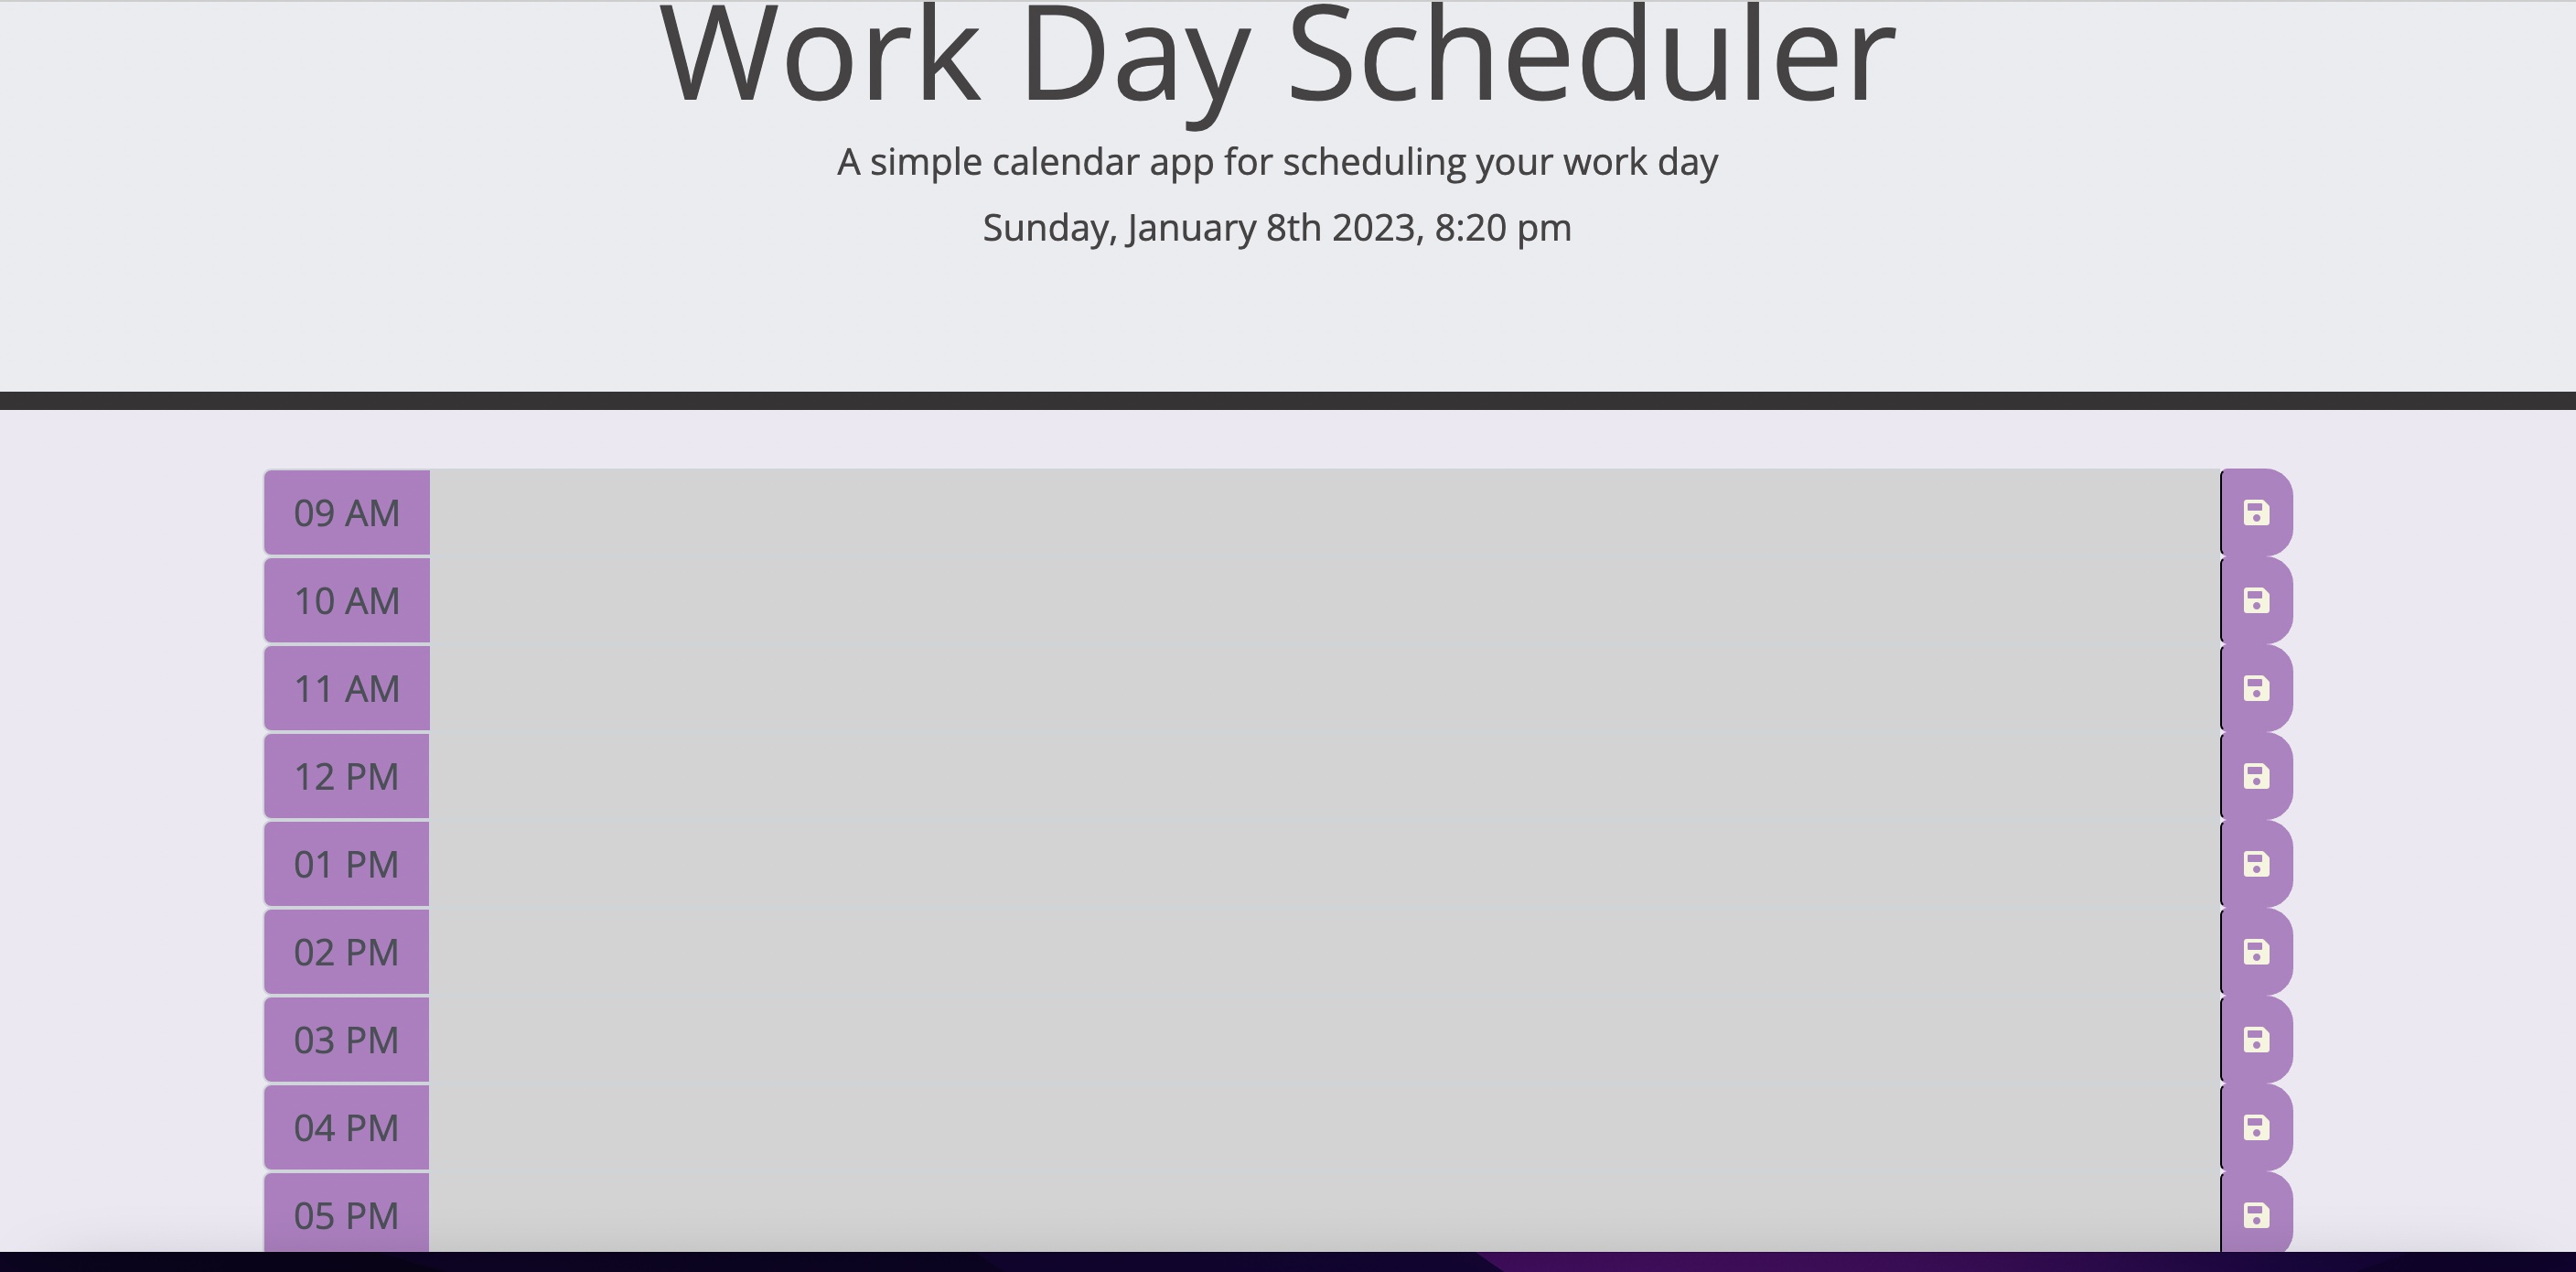 Work Day Scheduler
A simple calendar app for scheduling your work day
Sunday, January 8th 2023, 8:20 pm
09 AM
10 AM
11 AM
12 PM
01 PM
02 PM
03 PM
04 PM
05 PM